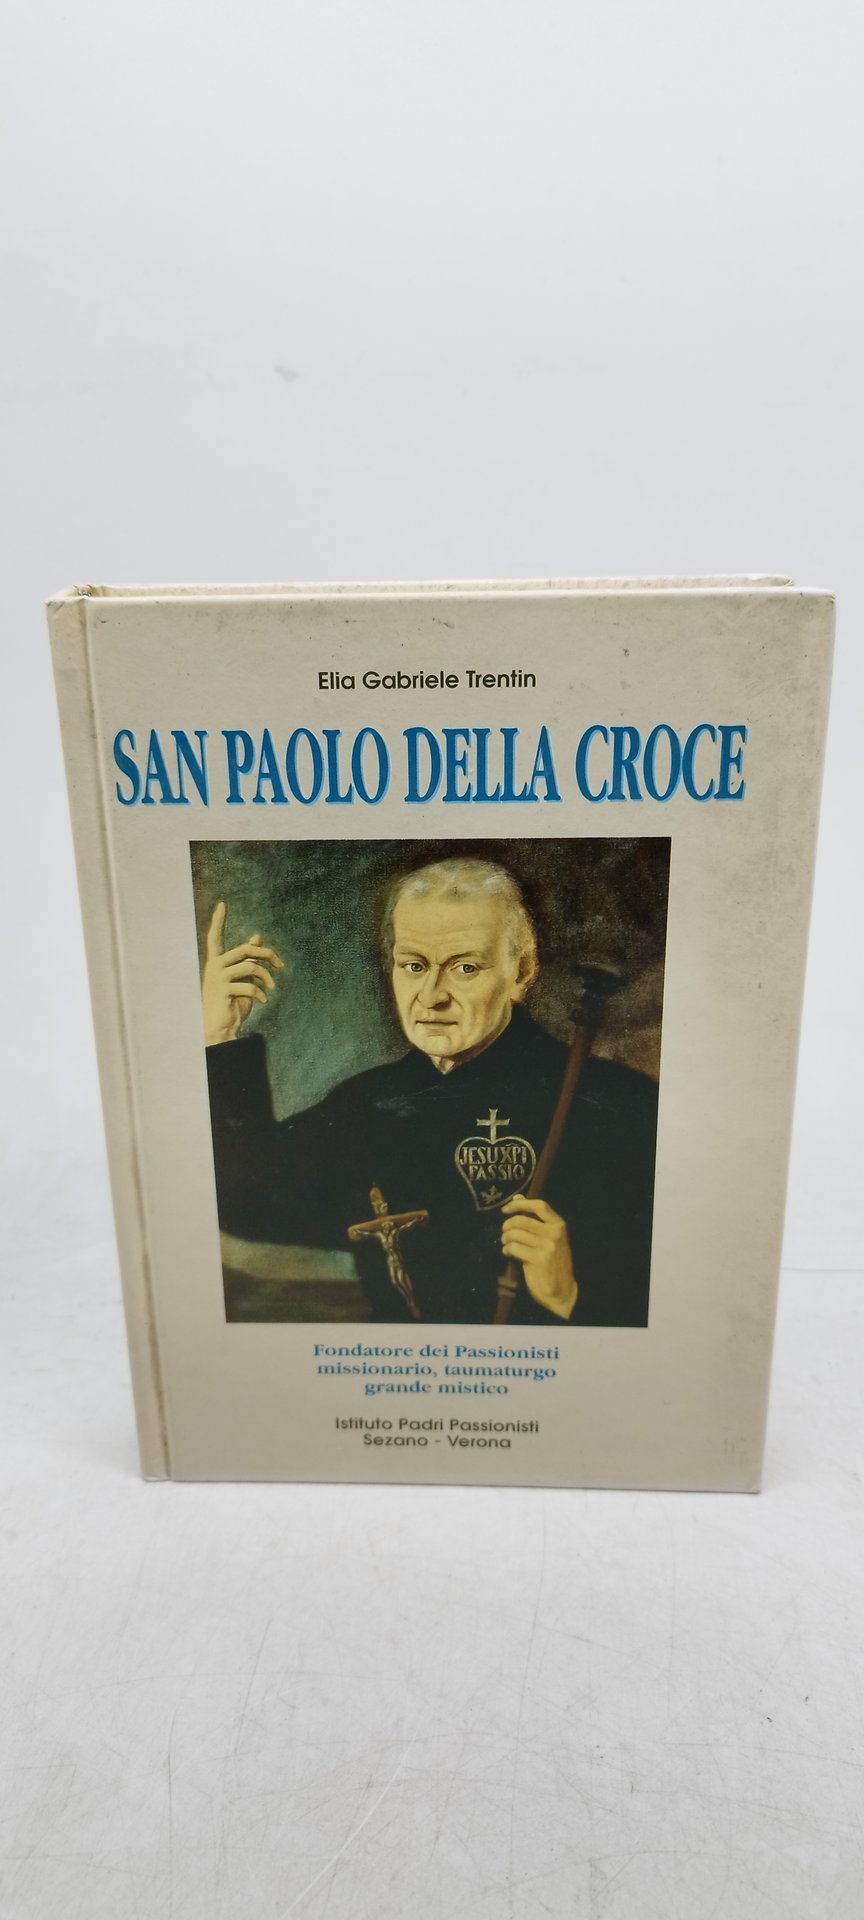 Elia Gabriele Trentin
SAN PAOLO DELLA CROCE
JESU XPI
PASSIO
Fondatore dei Passionisti
missionario, taumaturgo
grande mistico
Istituto Padri Passionisti
Sezano - Verona